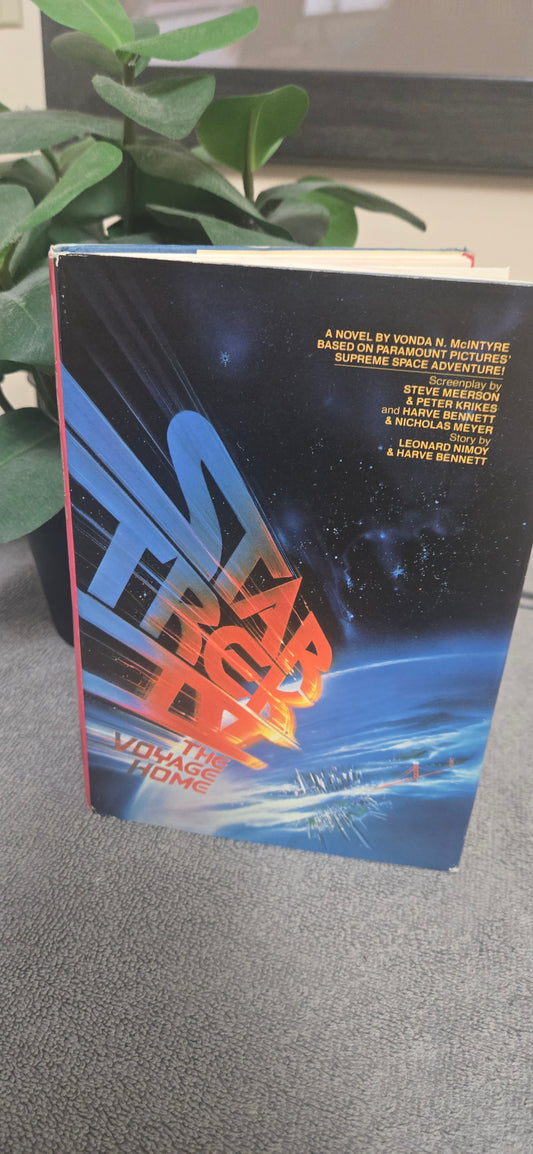 A NOVEL BY VONDA N. McINTYRE
BASED ON PARAMOUNT PICTURES'
SUPREME SPACE ADVENTURE!
Screenplay by
STEVE MEERSON
& PETER KRIKES
and HARVE BENNETT
& NICHOLAS MEYER
Story by
LEONARD NIMOY
& HARVE BENNETT
STAR
TREK
IV
THE
VOYAGE
HOME